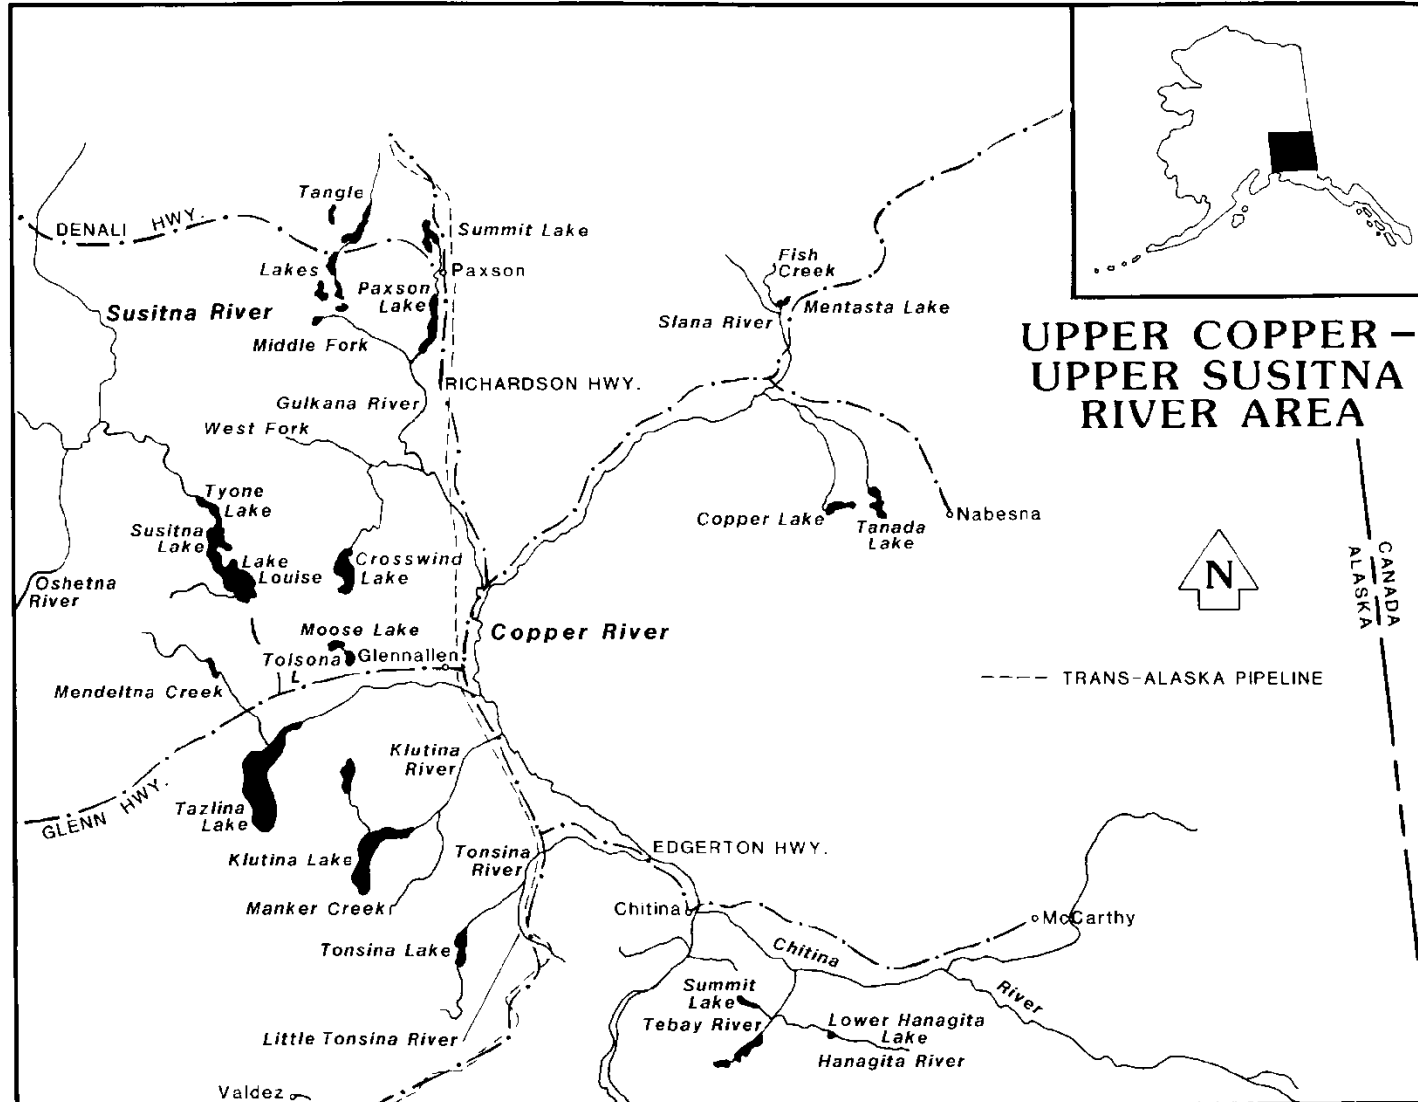 Tangle
DENALI HWY.
Summit Lake
Lakes
Paxson
Paxson
Lake
Fish
Creek
Mentasta Lake
Slana River
Susitna River
Middle Fork
UPPER COPPER –
UPPER SUSITNA
RIVER AREA
RICHARDSON HWY.
Gulkana River
West Fork
Tyone
Lake
Susitna
Lake
Lake
Louise
Crosswind
Lake
Copper Lake
Tanada
Lake
Nabesna
N
CANADA
ALASKA
Oshetna
River
Moose Lake
Copper River
Tolsona
L.
Glennallen
Mendeltna Creek
TRANS-ALASKA PIPELINE
Klutina
River
GLENN HWY.
Tazlina
Lake
Klutina Lake
Tonsina
River
EDGERTON HWY.
Manker Creek
Chitina
McCarthy
Tonsina Lake
Chitina
River
Summit
Lake
Tebay River
Lower Hanagita
Lake
Hanagita River
Little Tonsina River
Valdez